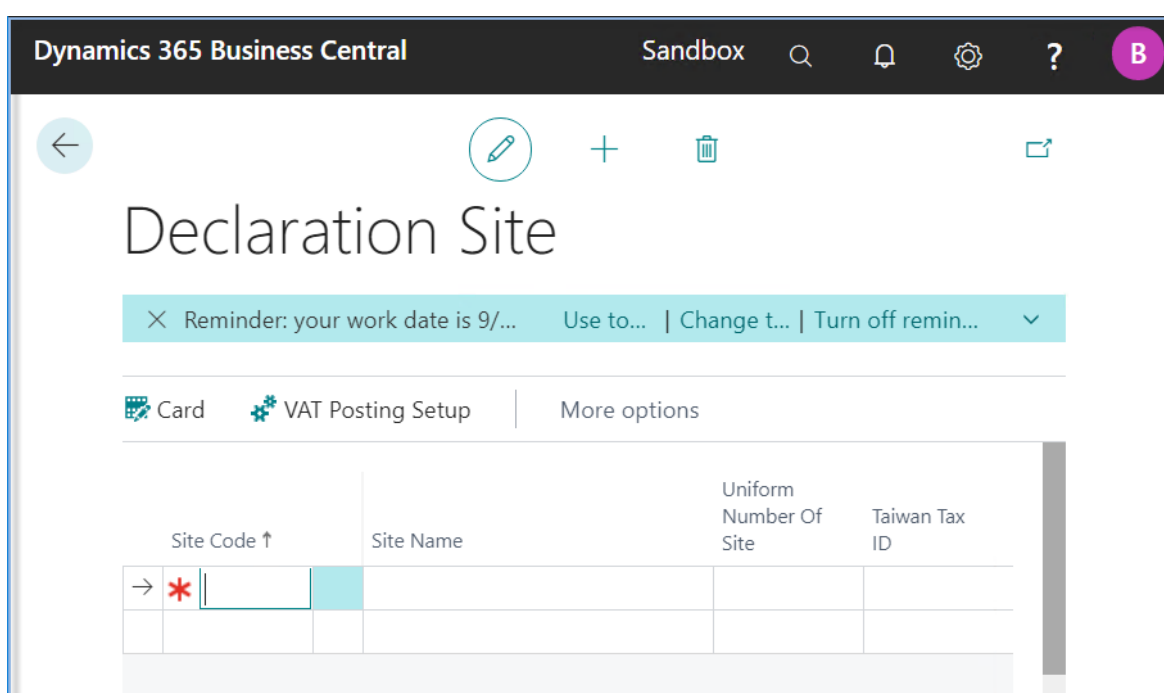 Dynamics 365 Business Central Sandbox ? B
Declaration Site
Reminder: your work date is 9/... Use to... | Change t... | Turn off remin...
Card VAT Posting Setup More options
Uniform
Number Of Taiwan Tax
Site Code ↑ Site Name Site ID